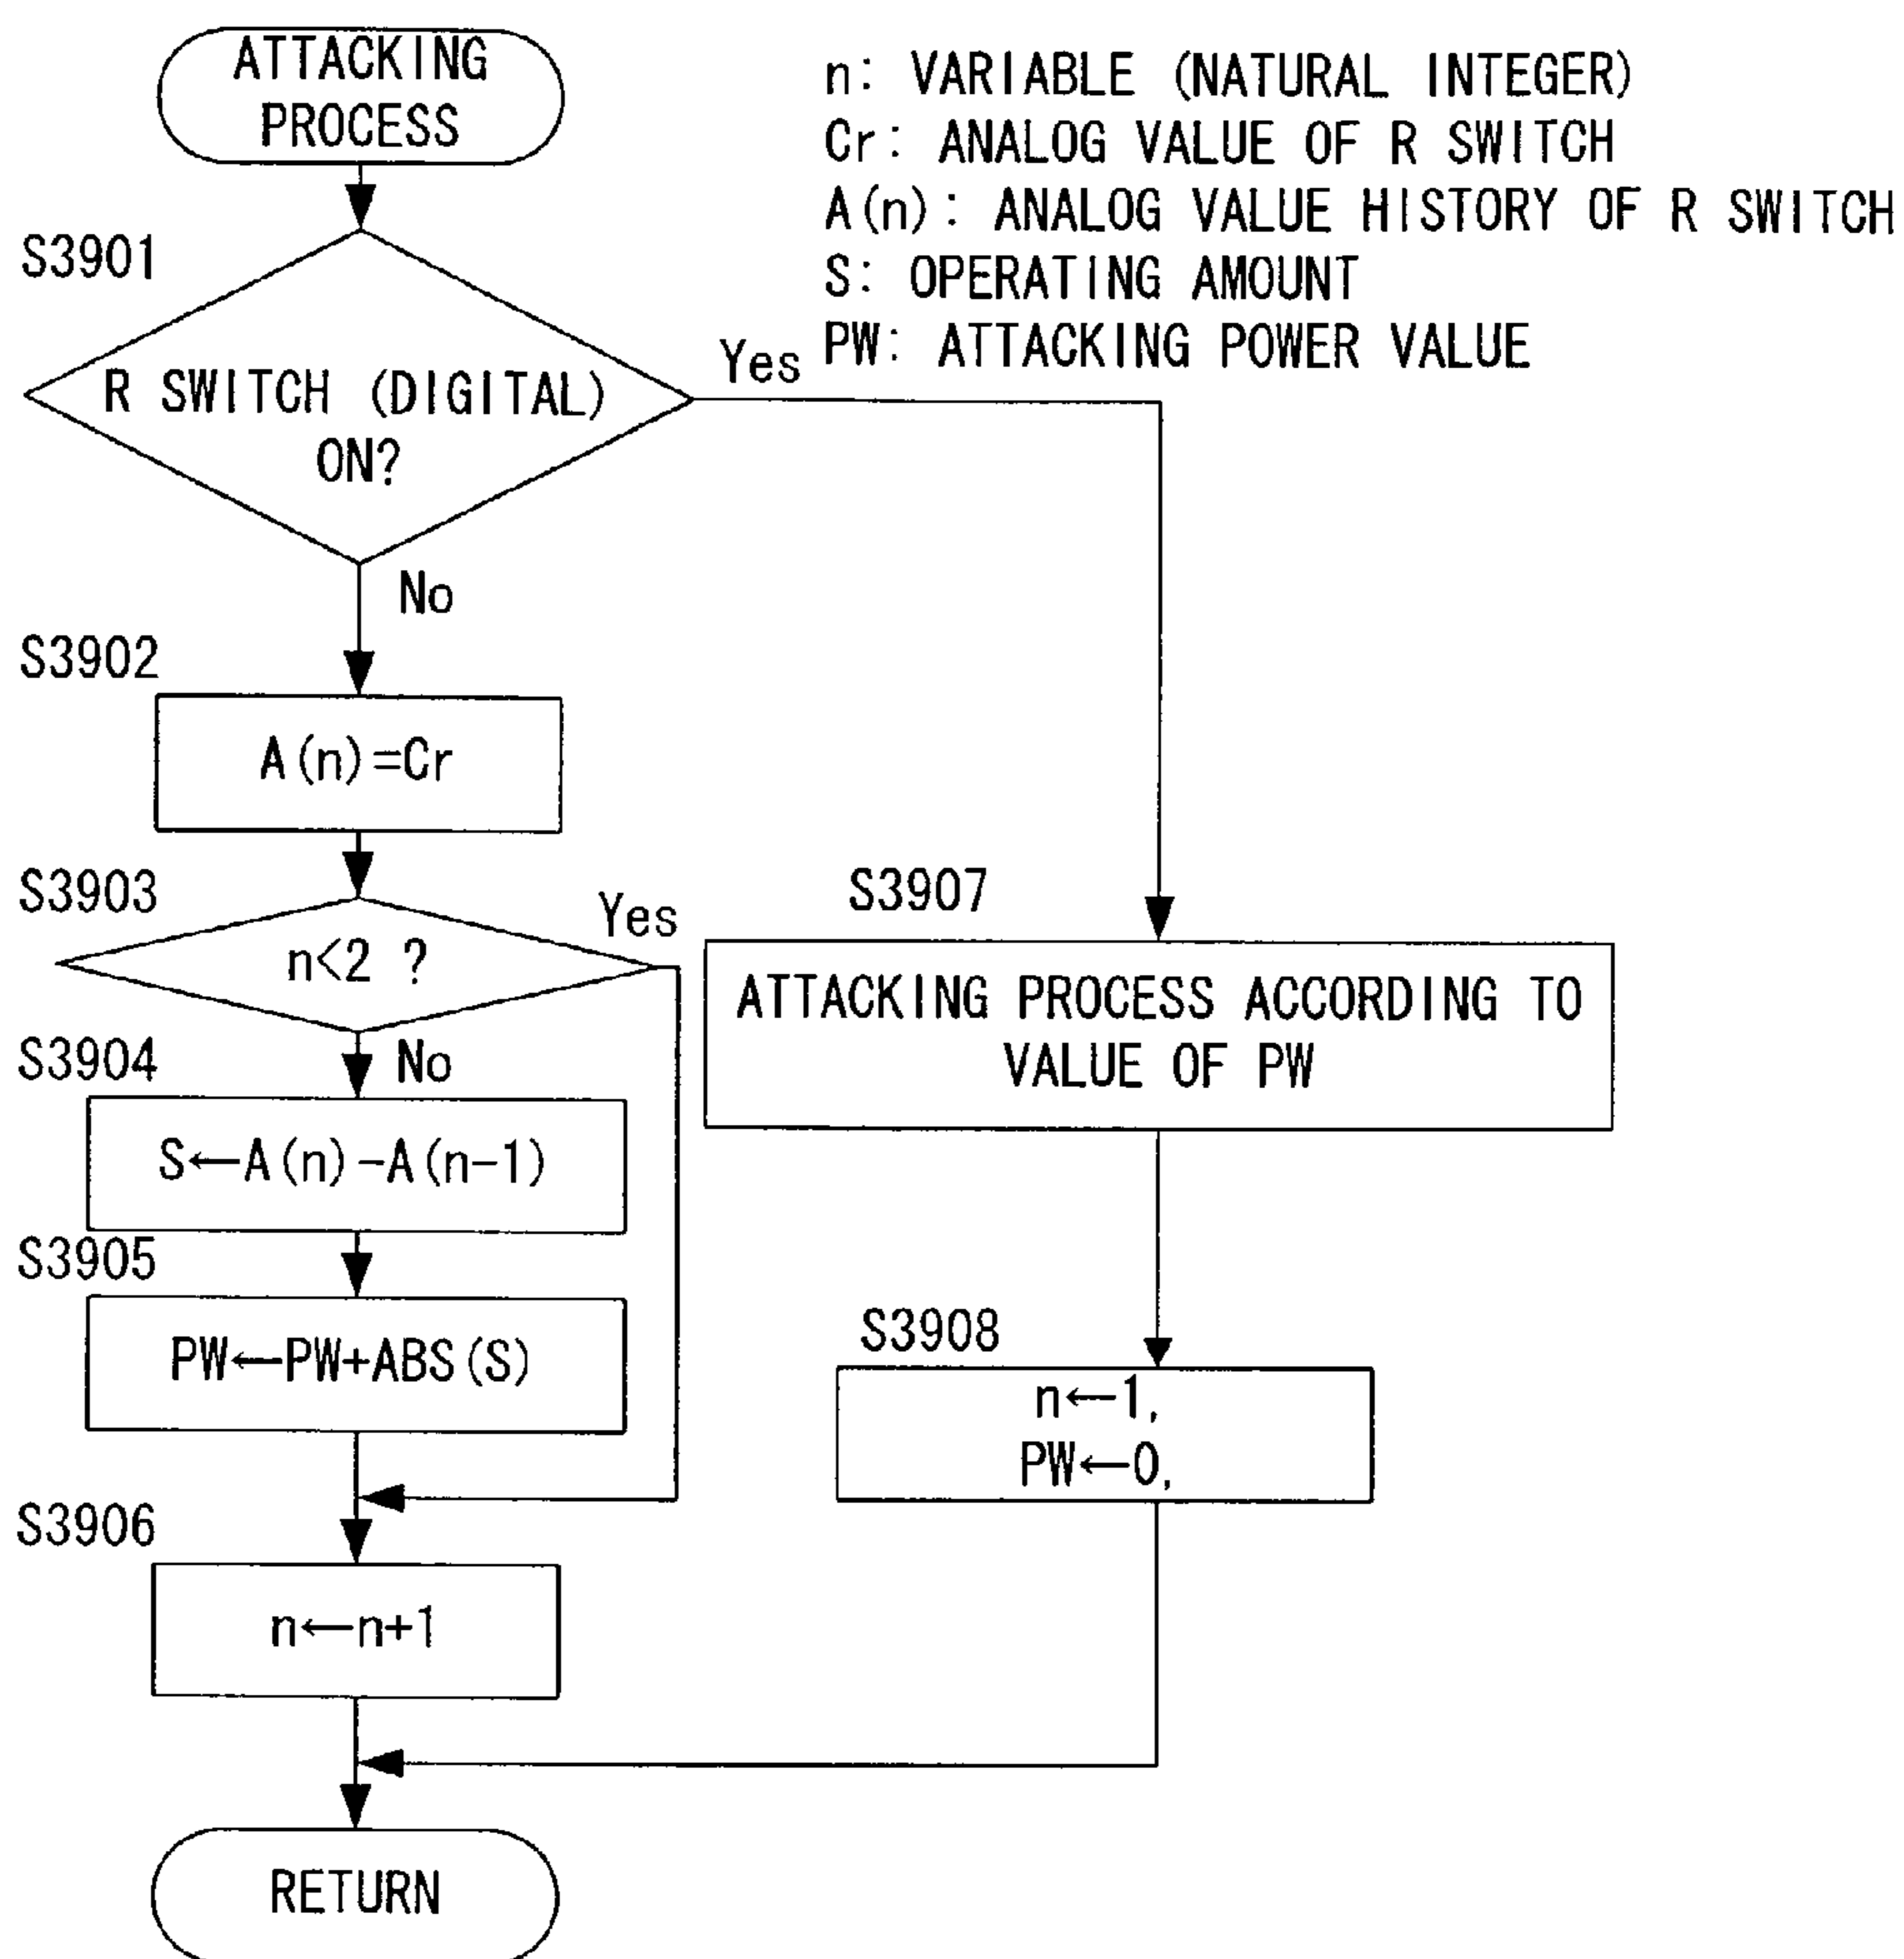 ATTACKING
PROCESS
n: VARIABLE (NATURAL INTEGER)
Cr: ANALOG VALUE OF R SWITCH
A(n): ANALOG VALUE HISTORY OF R SWITCH
S: OPERATING AMOUNT
PW: ATTACKING POWER VALUE
S3901
R SWITCH (DIGITAL)
ON?
Yes
No
S3902
A(n)=Cr
S3903
n<2 ?
Yes
No
S3904
S←A(n)-A(n-1)
S3905
PW←PW+ABS(S)
S3906
n←n+1
S3907
ATTACKING PROCESS ACCORDING TO
VALUE OF PW
S3908
n←1,
PW←0,
RETURN